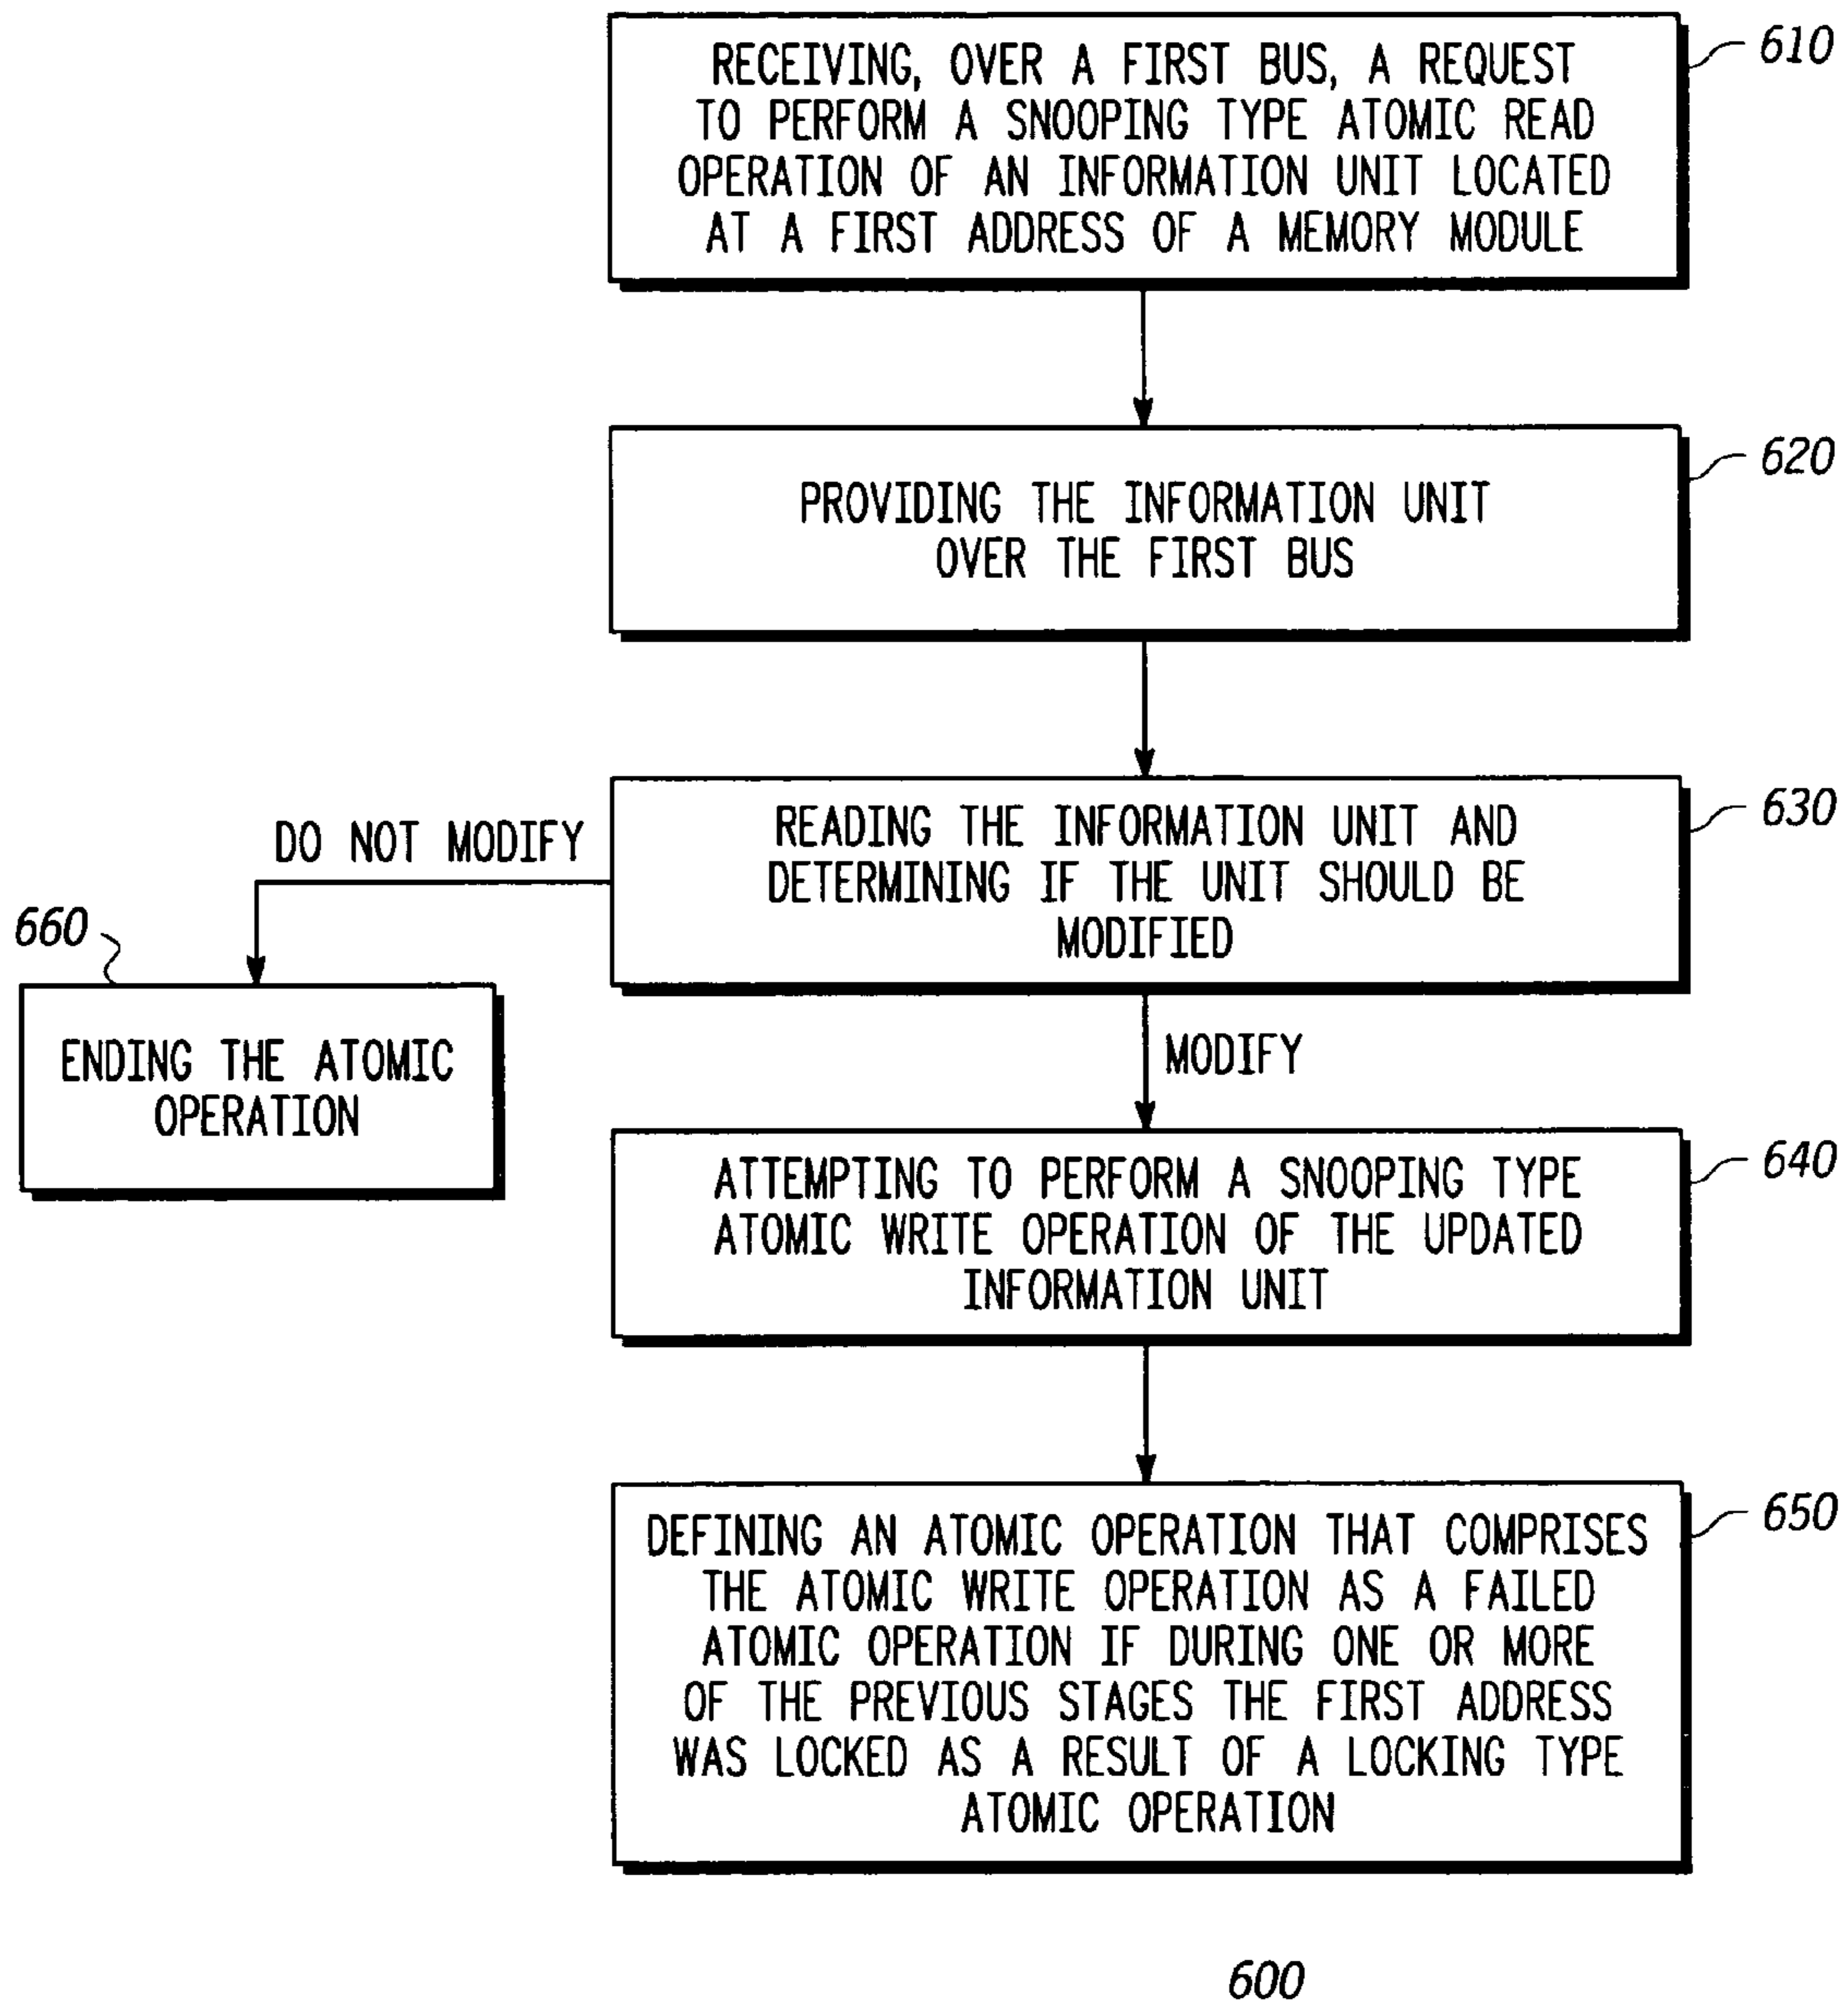 RECEIVING, OVER A FIRST BUS, A REQUEST
TO PERFORM A SNOOPING TYPE ATOMIC READ
OPERATION OF AN INFORMATION UNIT LOCATED
AT A FIRST ADDRESS OF A MEMORY MODULE
610
PROVIDING THE INFORMATION UNIT
OVER THE FIRST BUS
620
READING THE INFORMATION UNIT AND
DETERMINING IF THE UNIT SHOULD BE
MODIFIED
630
DO NOT MODIFY
660
ENDING THE ATOMIC
OPERATION
MODIFY
ATTEMPTING TO PERFORM A SNOOPING TYPE
ATOMIC WRITE OPERATION OF THE UPDATED
INFORMATION UNIT
640
DEFINING AN ATOMIC OPERATION THAT COMPRISES
THE ATOMIC WRITE OPERATION AS A FAILED
ATOMIC OPERATION IF DURING ONE OR MORE
OF THE PREVIOUS STAGES THE FIRST ADDRESS
WAS LOCKED AS A RESULT OF A LOCKING TYPE
ATOMIC OPERATION
650
600